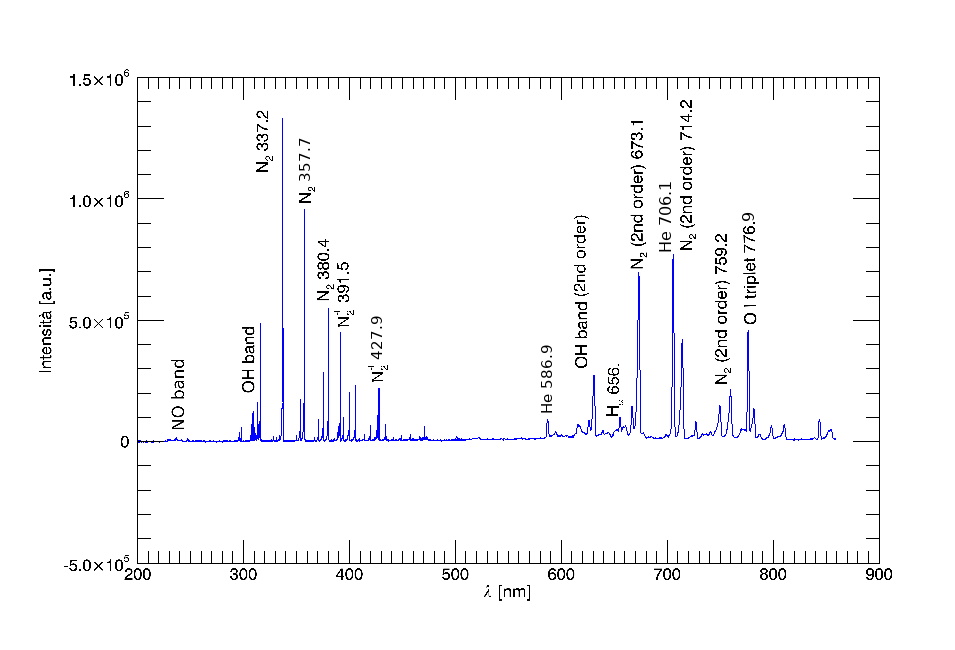 1.5×10⁶
1.0×10⁶
5.0×10⁵
0
-5.0×10⁵
Intensità [a.u.]
200 300 400 500 600 700 800 900
λ [nm]
NO band
OH band
N₂ 337.2
N₂ 357.7
N₂ 380.4
N₂⁺ 391.5
N₂⁺ 427.9
He 586.9
OH band (2nd order)
Hα 656.
N₂ (2nd order) 673.1
He 706.1
N₂ (2nd order) 714.2
N₂ (2nd order) 759.2
O I triplet 776.9